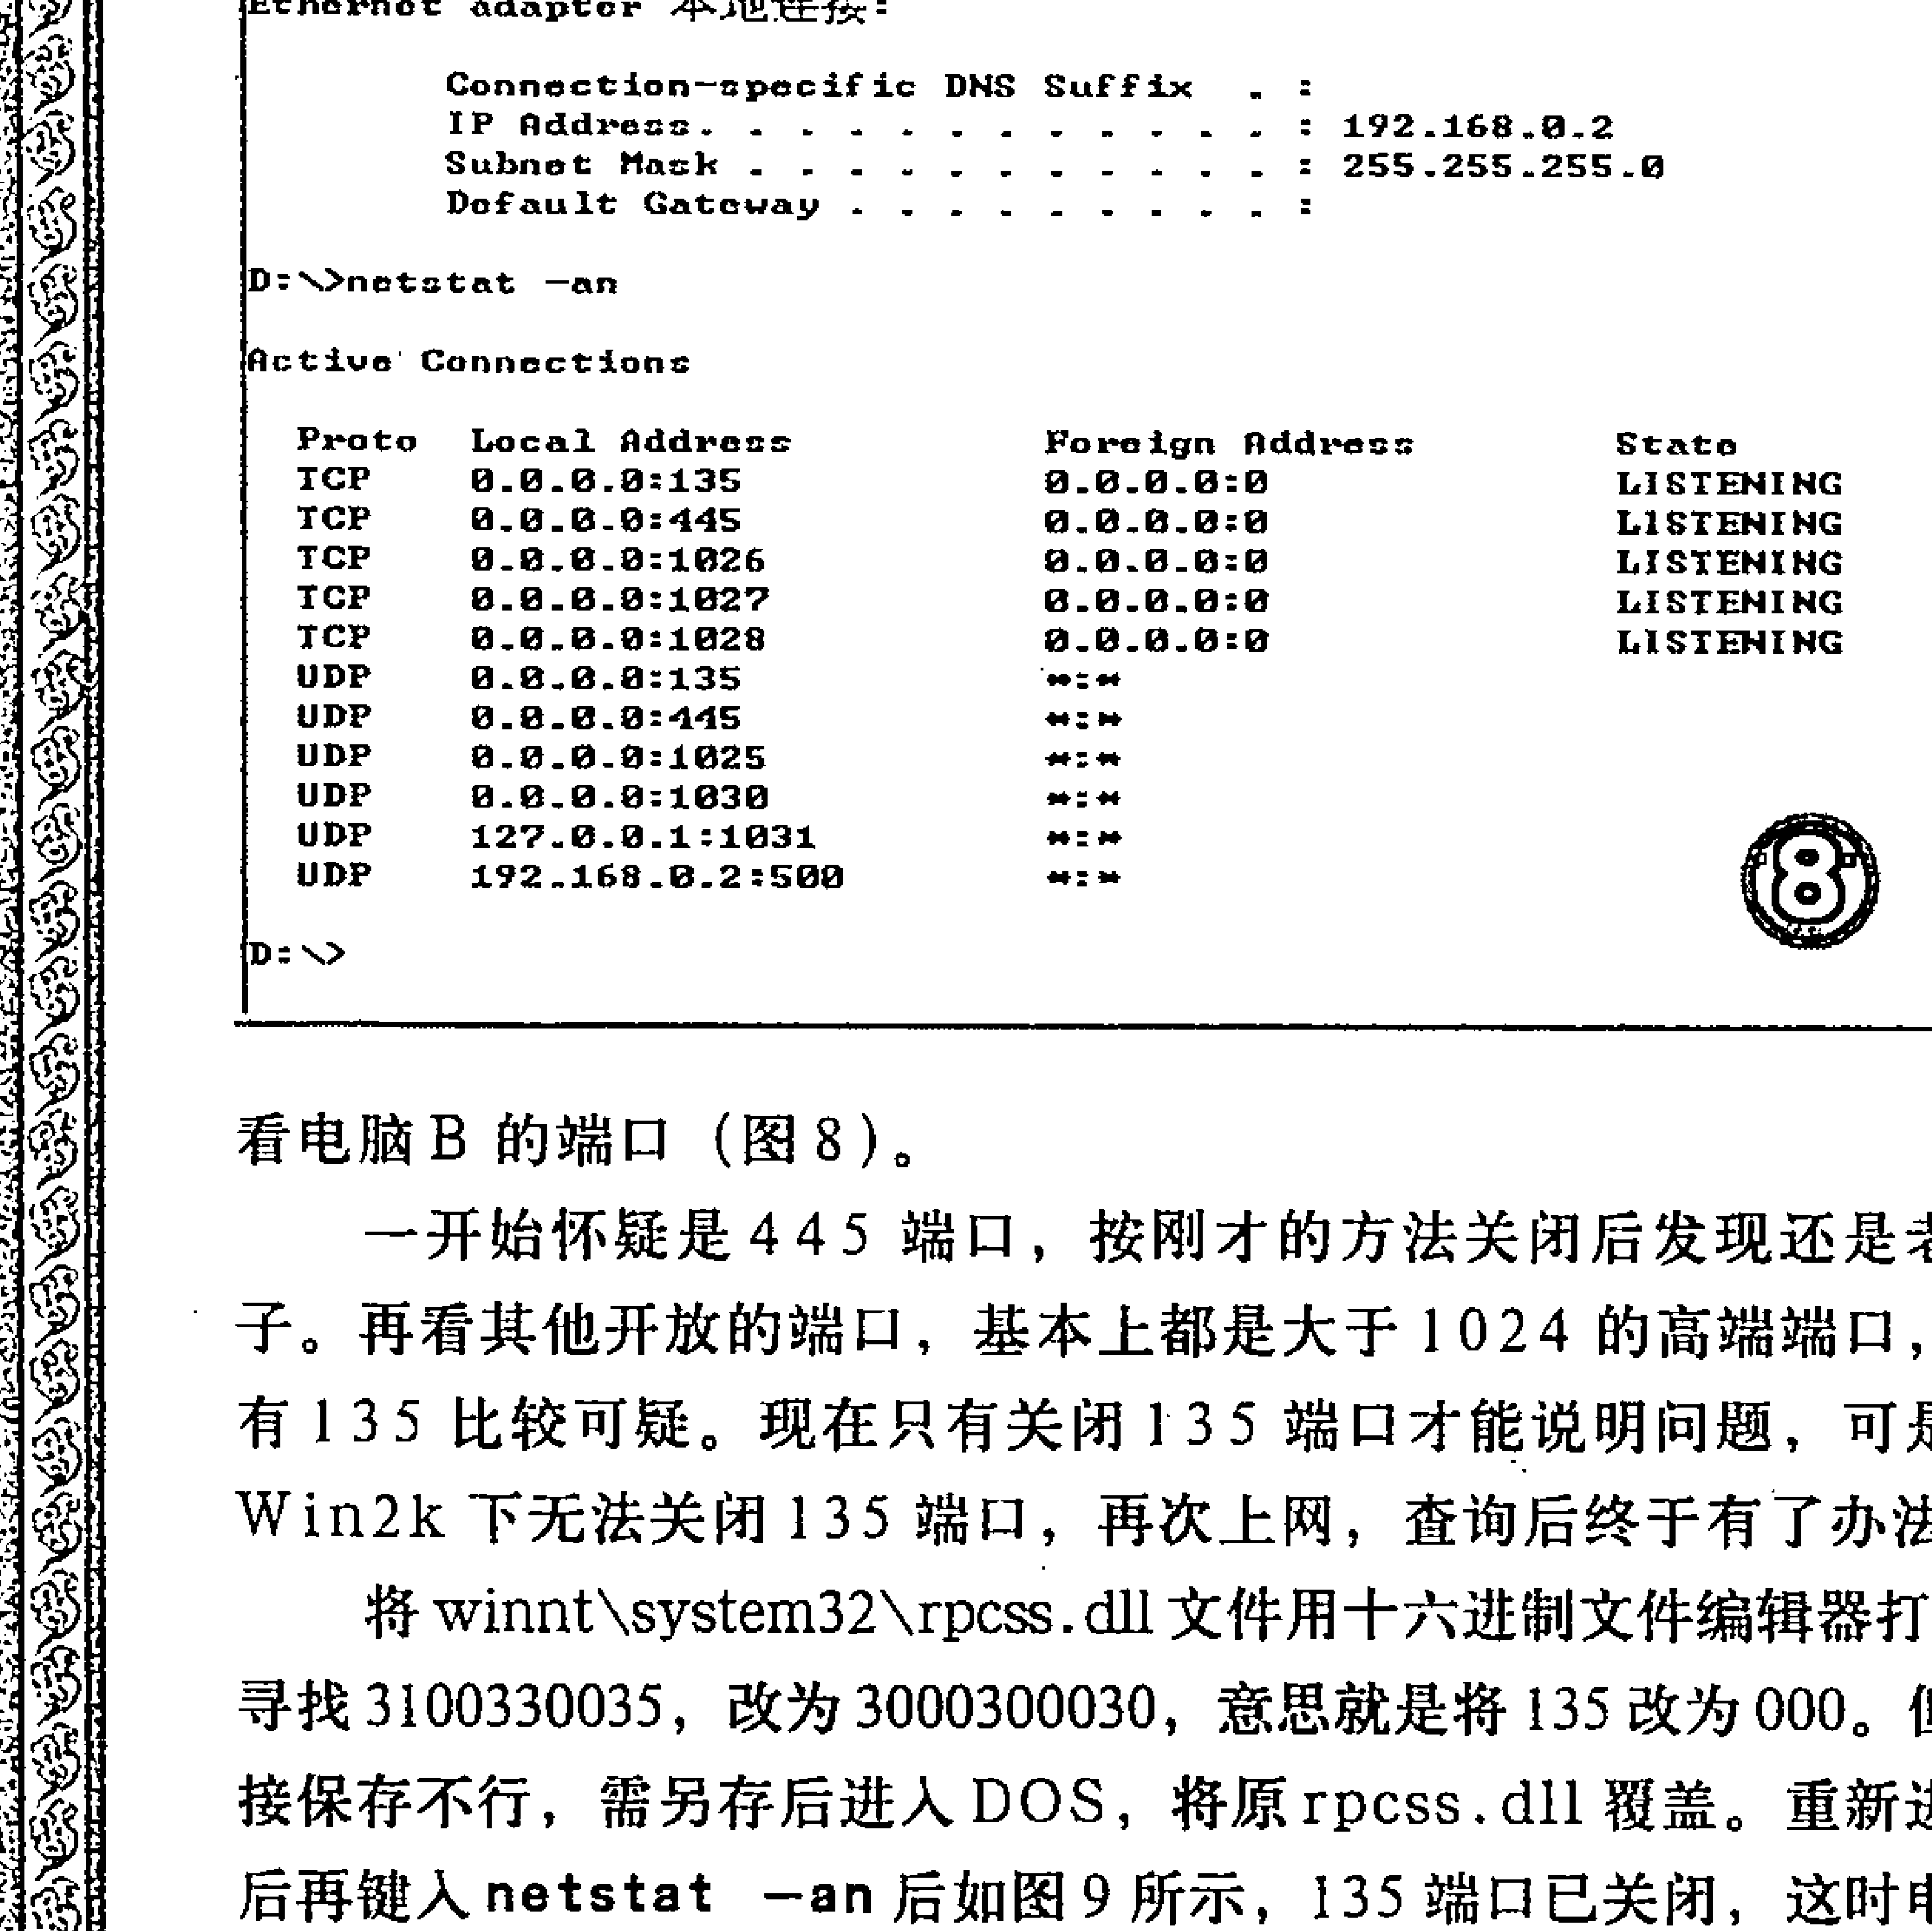 Ethernet adapter 本地连接:
Connection-specific DNS Suffix . :
IP Address. . . . . . . . . . . . : 192.168.0.2
Subnet Mask . . . . . . . . . . . : 255.255.255.0
Default Gateway . . . . . . . . . :
D:\>netstat -an
Active Connections
Proto Local Address Foreign Address State
TCP 0.0.0.0:135 0.0.0.0:0 LISTENING
TCP 0.0.0.0:445 0.0.0.0:0 LISTENING
TCP 0.0.0.0:1026 0.0.0.0:0 LISTENING
TCP 0.0.0.0:1027 0.0.0.0:0 LISTENING
TCP 0.0.0.0:1028 0.0.0.0:0 LISTENING
UDP 0.0.0.0:135 *:*
UDP 0.0.0.0:445 *:*
UDP 0.0.0.0:1025 *:*
UDP 0.0.0.0:1030 *:*
UDP 127.0.0.1:1031 *:*
UDP 192.168.0.2:500 *:*
8
D:\>
看电脑B 的端口（图8）。
一开始怀疑是445 端口，按刚才的方法关闭后发现还是
子。再看其他开放的端口，基本上都是大于1024 的高端端口，
有135 比较可疑。现在只有关闭135 端口才能说明问题，可
Win2k 下无法关闭135 端口，再次上网，查询后终于有了办
将winnt\system32\rpcss.dll文件用十六进制文件编辑器打
寻找3100330035，改为3000300030，意思就是将135改为000。
接保存不行，需另存后进入DOS，将原rpcss.dll覆盖。重新
后再键入netstat -an后如图9所示，135端口已关闭，这时